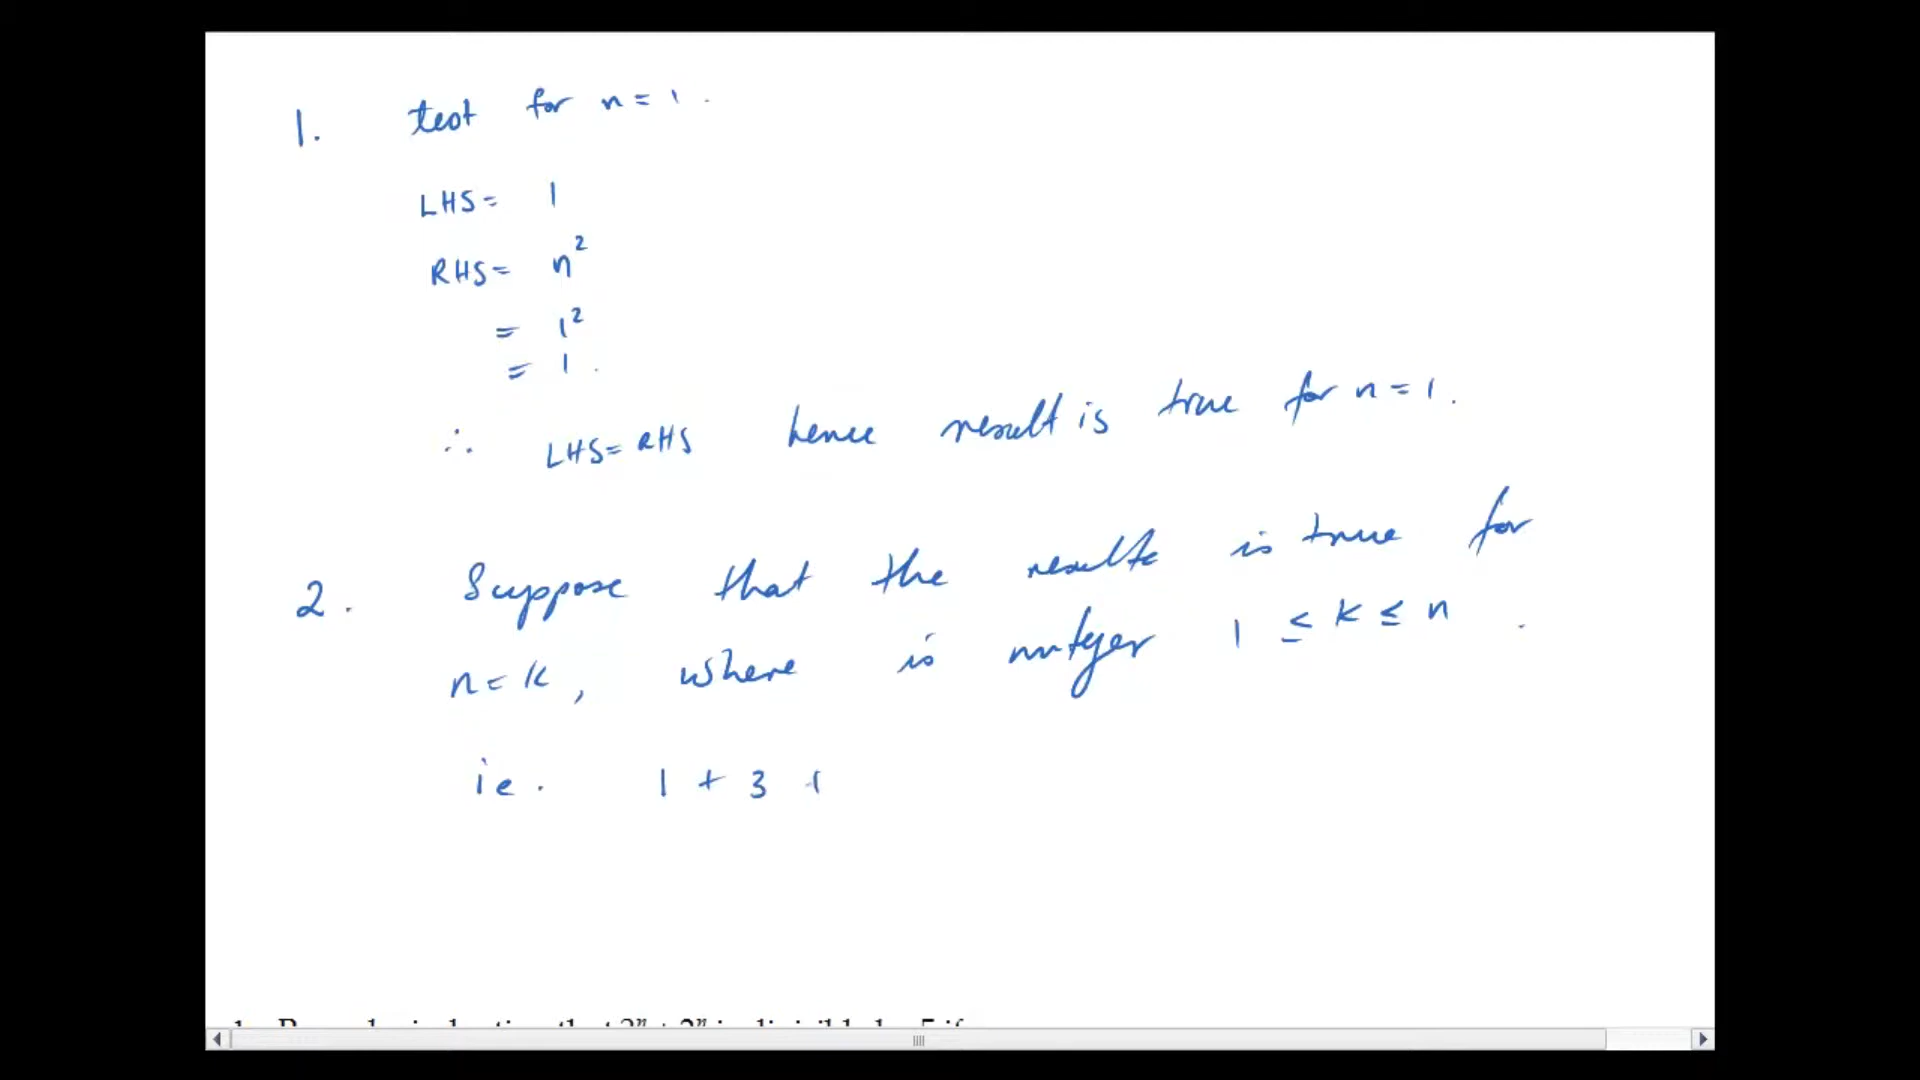 1. test for n = 1.
LHS = 1
RHS = n²
= 1²
= 1.
∴ LHS = RHS hence result is true for n = 1.
2. Suppose that the results is true for
n = k, where is integer 1 ≤ k ≤ n.
ie. 1 + 3 +